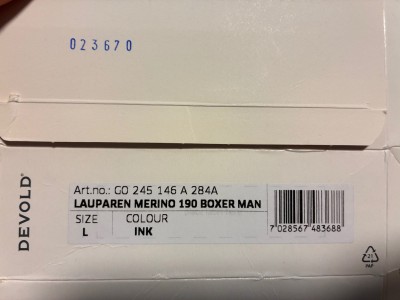 023670
DEVOLD®
Art.no.: GO 245 146 A 284A
LAUPAREN MERINO 190 BOXER MAN
SIZE COLOUR
L INK
7 028567 483688
21
PAP